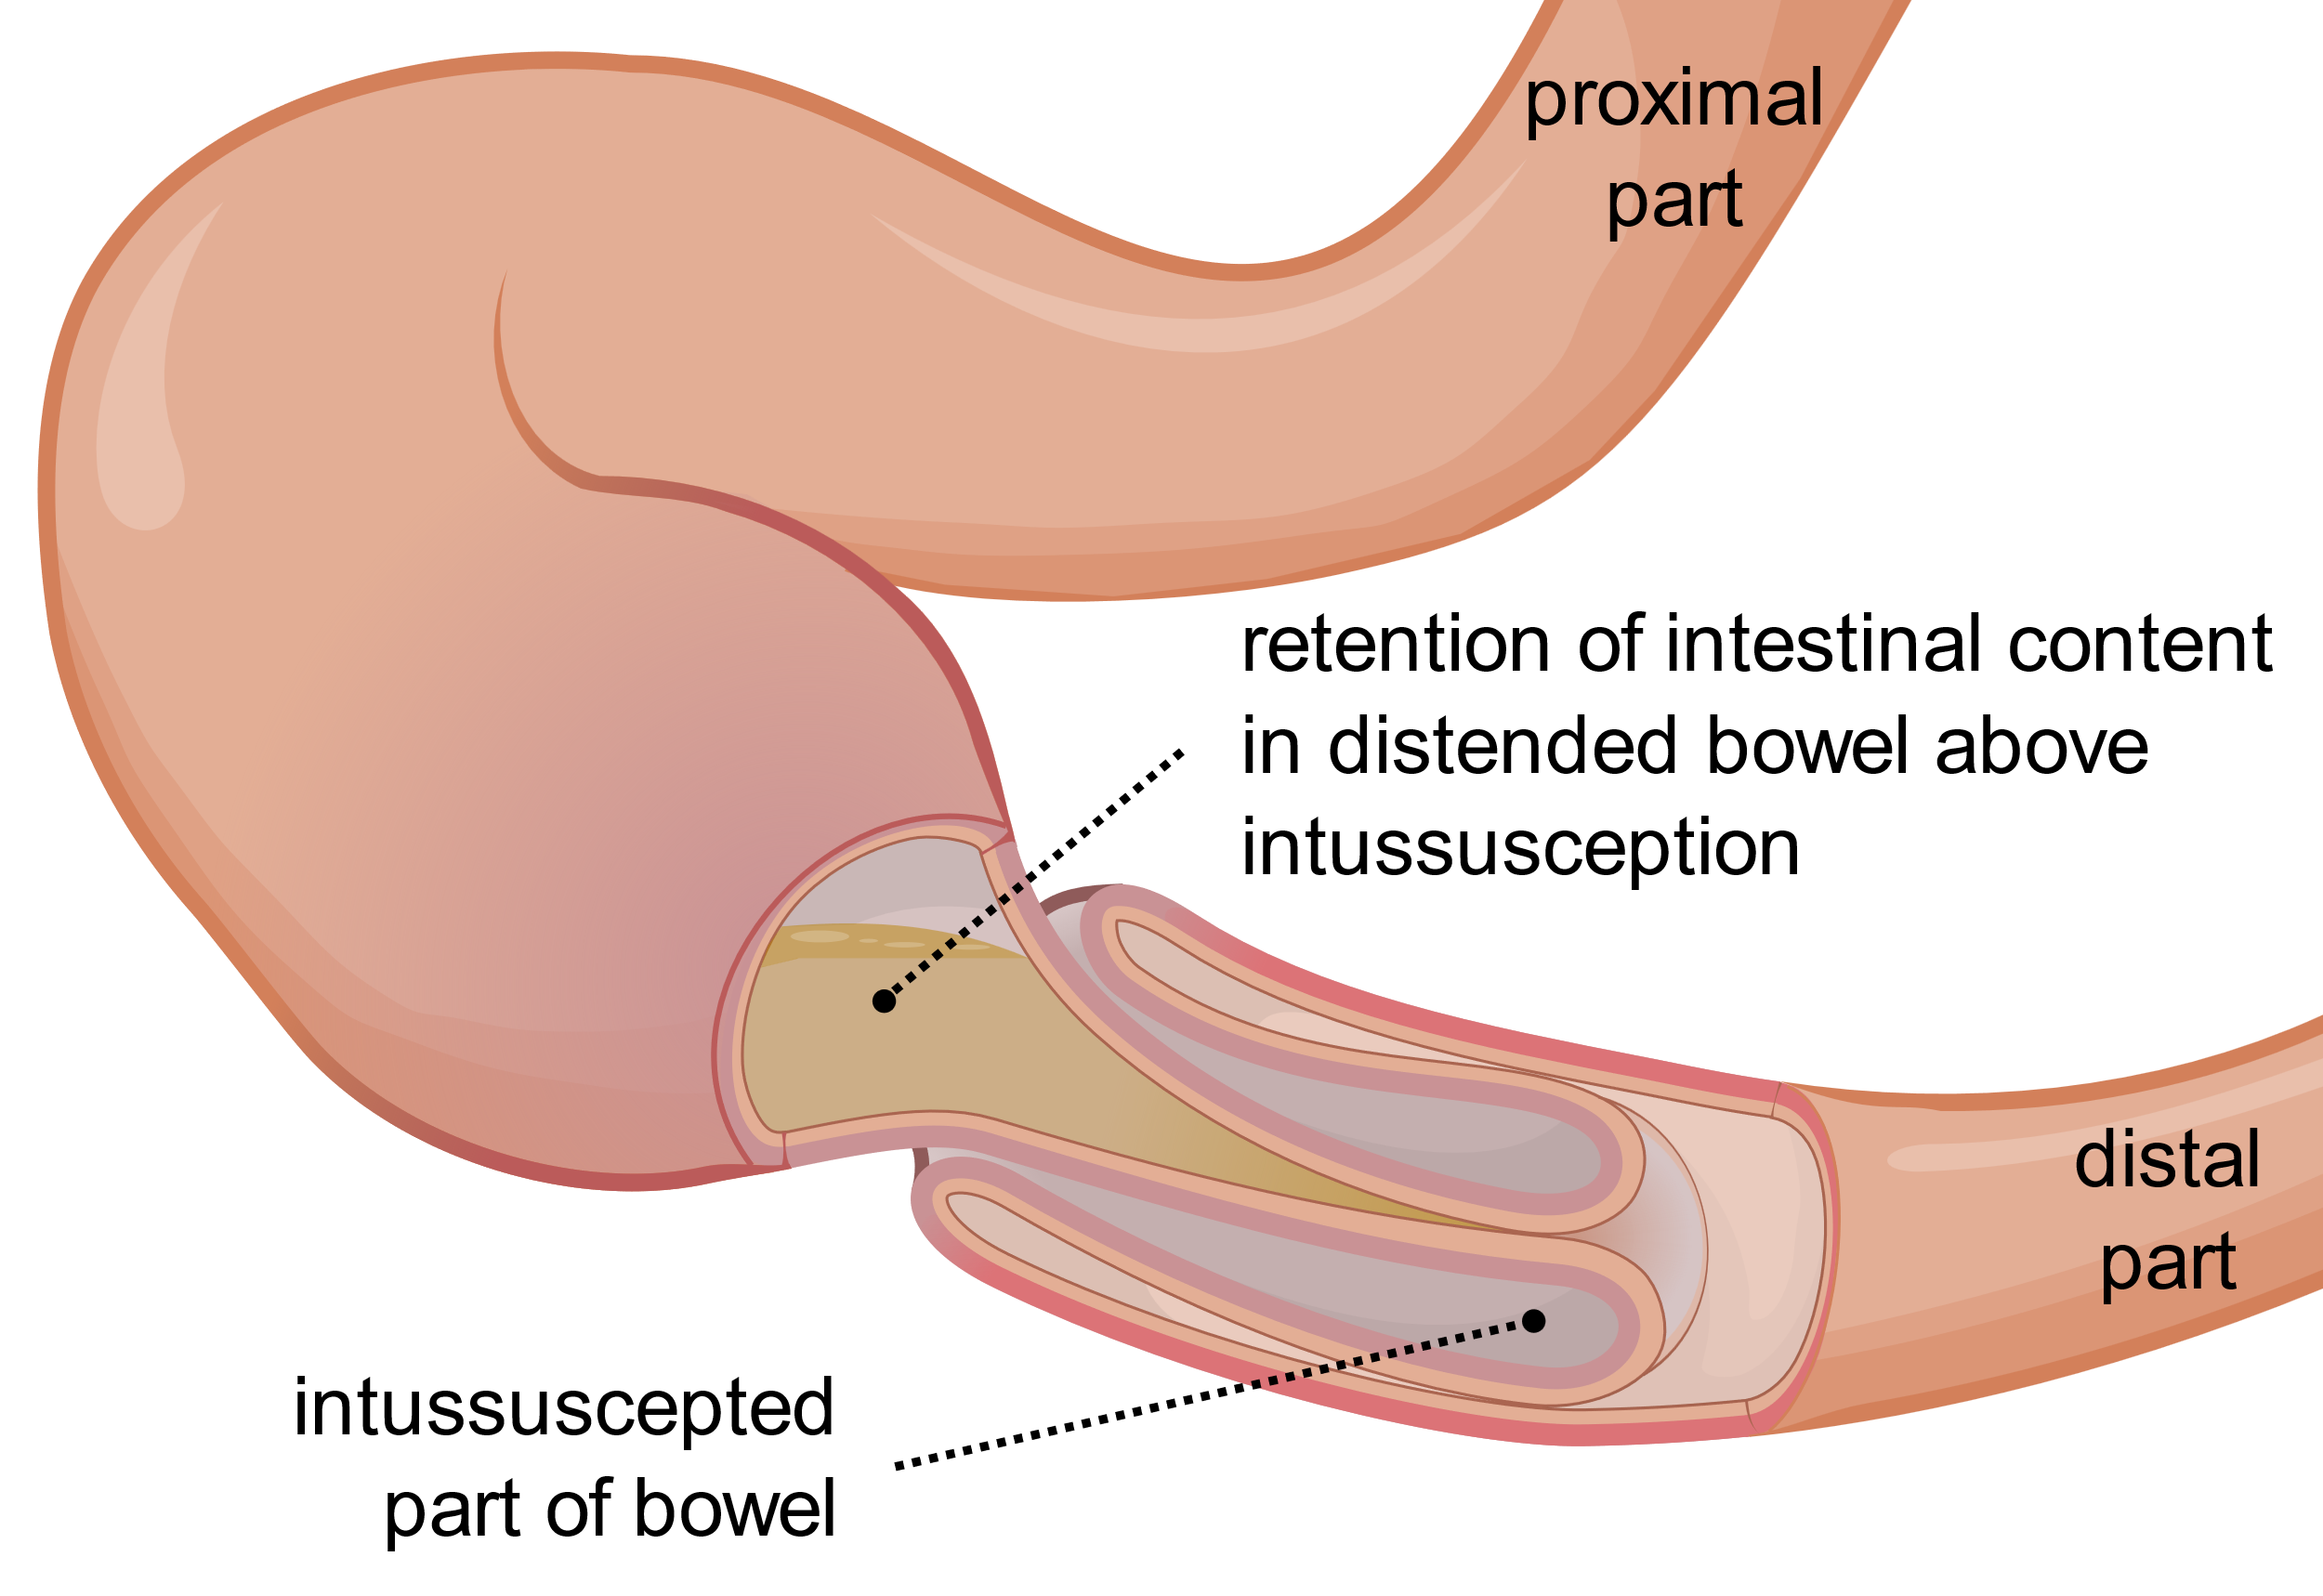 proximal
part
retention of intestinal content
in distended bowel above
intussusception
distal
part
intussuscepted
part of bowel